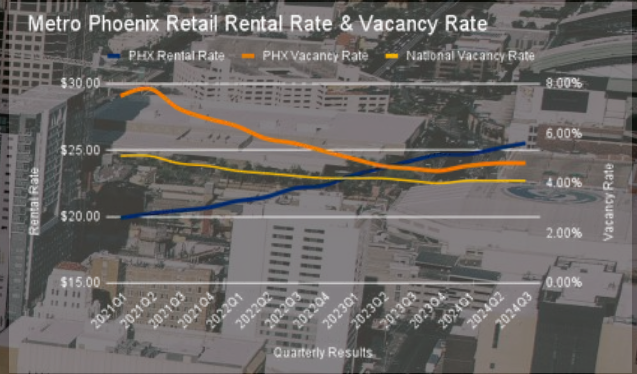 Metro Phoenix Retail Rental Rate & Vacancy Rate
PHX Rental Rate PHX Vacancy Rate National Vacancy Rate
$30.00
$25.00
$20.00
$15.00
8.00%
6.00%
4.00%
2.00%
0.00%
Rental Rate
Vacancy Rate
2021Q1 2021Q2 2021Q3 2021Q4 2022Q1 2022Q2 2022Q3 2022Q4 2023Q1 2023Q2 2023Q3 2023Q4 2024Q1 2024Q2 2024Q3
Quarterly Results